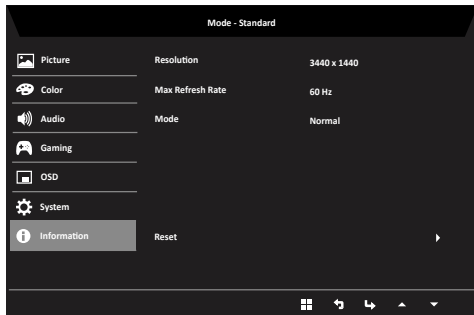 Mode - Standard
Picture
Resolution 3440 x 1440
Color
Max Refresh Rate 60 Hz
Audio
Mode Normal
Gaming
OSD
System
Information
Reset